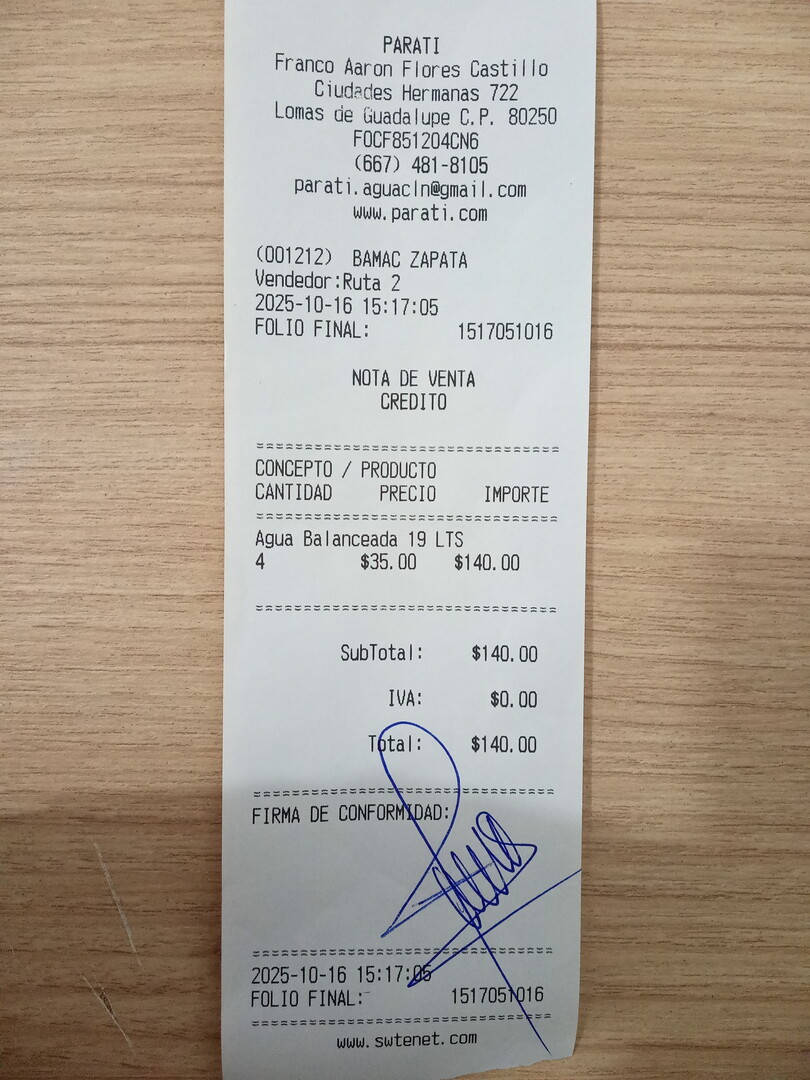 PARATI
Franco Aaron Flores Castillo
Ciudades Hermanas 722
Lomas de Guadalupe C.P. 80250
FOCF851204CN6
(667) 481-8105
parati.aguacln@gmail.com
www.parati.com
(001212) BAMAC ZAPATA
Vendedor:Ruta 2
2025-10-16 15:17:05
FOLIO FINAL: 1517051016
NOTA DE VENTA
CREDITO
CONCEPTO / PRODUCTO
CANTIDAD PRECIO IMPORTE
Agua Balanceada 19 LTS
4 $35.00 $140.00
SubTotal: $140.00
IVA: $0.00
Total: $140.00
FIRMA DE CONFORMIDAD:
2025-10-16 15:17:05
FOLIO FINAL: 1517051016
www.swtenet.com